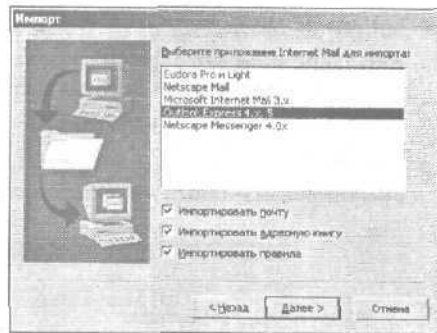 Импорт
Выберите приложение Internet Mail для импорта:
Eudora Pro и Light
Netscape Mail
Microsoft Internet Mail 3.x
Outlook Express 4.x, 5
Netscape Messenger 4.0x
Импортировать почту
Импортировать адресную книгу
Импортировать правила
< Назад
Далее >
Отмена